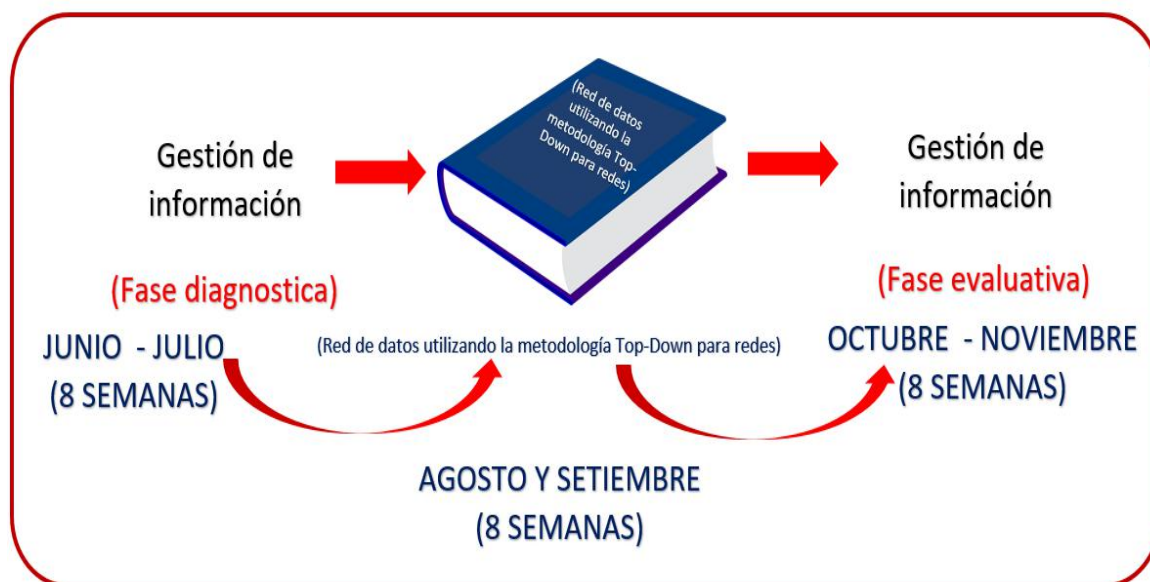 Gestión de
información
(Fase diagnostica)
JUNIO - JULIO
(8 SEMANAS)
(Red de datos
utilizando la
metodología Top-
Down para redes)
(Red de datos utilizando la metodología Top-Down para redes)
AGOSTO Y SETIEMBRE
(8 SEMANAS)
Gestión de
información
(Fase evaluativa)
OCTUBRE - NOVIEMBRE
(8 SEMANAS)